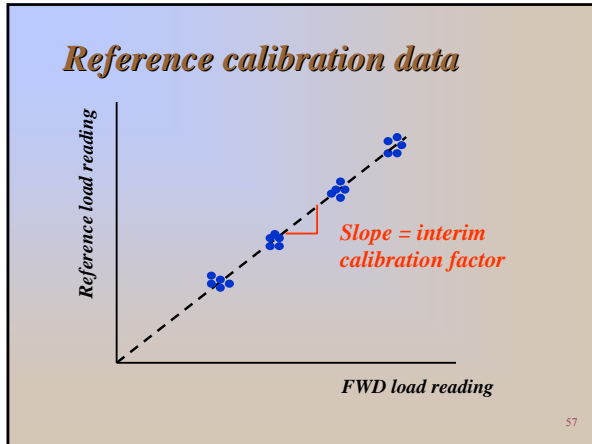 Reference calibration data
Reference load reading
Slope = interim
calibration factor
FWD load reading
57